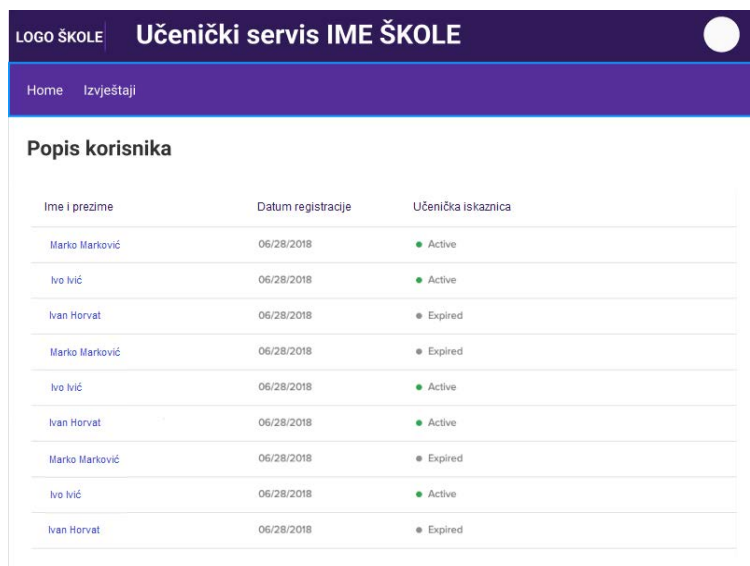 LOGO ŠKOLE Učenički servis IME ŠKOLE
Home Izvještaji
Popis korisnika
Ime i prezime Datum registracije Učenička iskaznica
Marko Marković 06/28/2018 Active
Ivo Ivić 06/28/2018 Active
Ivan Horvat 06/28/2018 Expired
Marko Marković 06/28/2018 Expired
Ivo Ivić 06/28/2018 Active
Ivan Horvat 06/28/2018 Active
Marko Marković 06/28/2018 Expired
Ivo Ivić 06/28/2018 Active
Ivan Horvat 06/28/2018 Expired